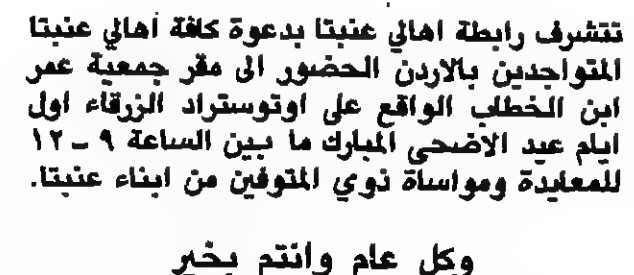 تتشرف رابطة اهالي عنبتا بدعوة كافة اهالي عنبتا
المتواجدين بالاردن الحضور الى مقر جمعية عمر
ابن الخطاب الواقع على اوتوستراد الزرقاء اول
ايام عيد الاضحى المبارك ما بين الساعة ٩ - ١٢
للمعايدة ومواساة ذوي المتوفين من ابناء عنبتا.
وكل عام وانتم بخير